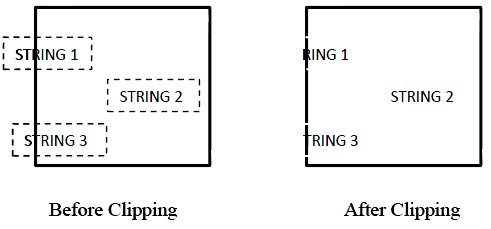 STRING 1
STRING 2
STRING 3
Before Clipping
RING 1
STRING 2
TRING 3
After Clipping